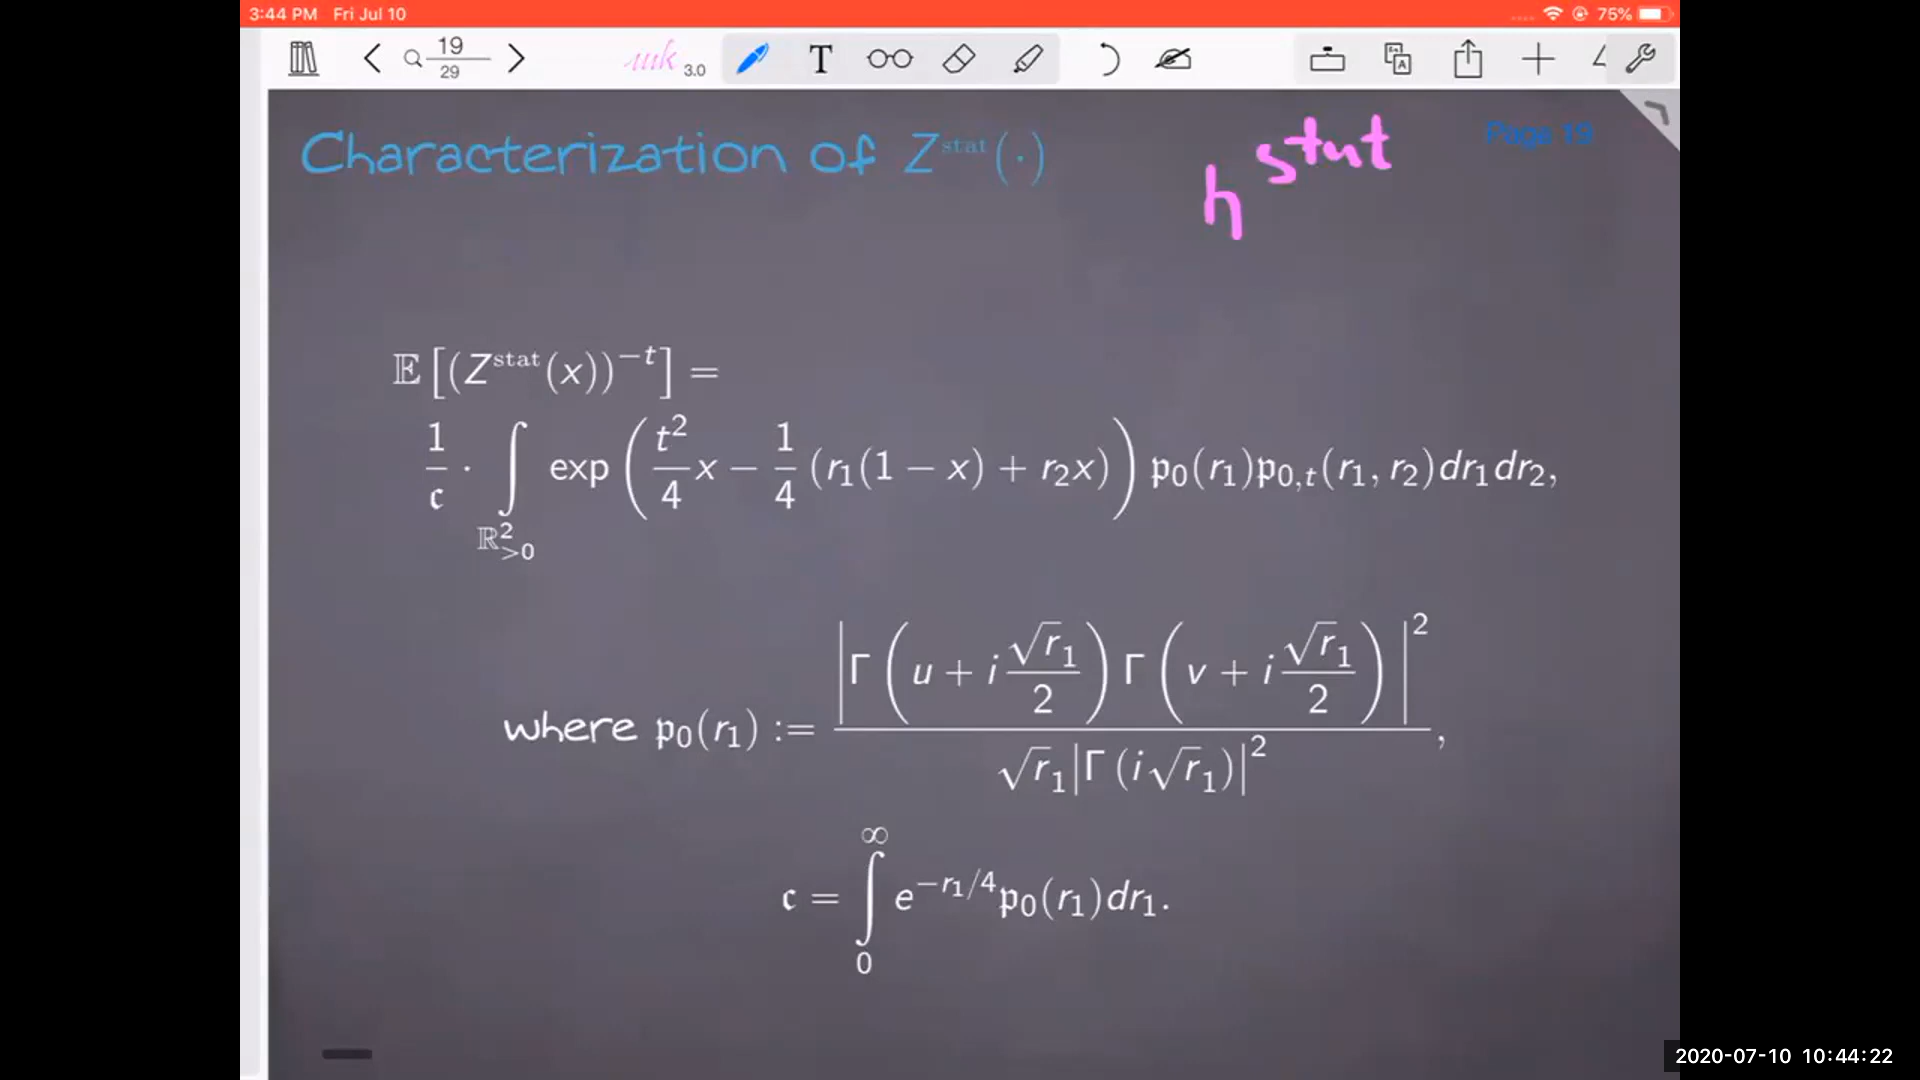 3:44 PM Fri Jul 10 75%
19
29
mk 3.0 T
Characterization of Z^stat(·)
h^stat
Page 19
𝔼[(Z^stat(x))^−t] =
1/𝔠 · ∫_{ℝ²_{>0}} exp(t²/4 x − 1/4 (r₁(1 − x) + r₂x)) 𝔭₀(r₁)𝔭₀,ₜ(r₁, r₂)dr₁dr₂,
where 𝔭₀(r₁) := |Γ(u + i √r₁/2) Γ(v + i √r₁/2)|² / √r₁|Γ(i√r₁)|²,
𝔠 = ∫₀^∞ e^{−r₁/4}𝔭₀(r₁)dr₁.
2020-07-10 10:44:22